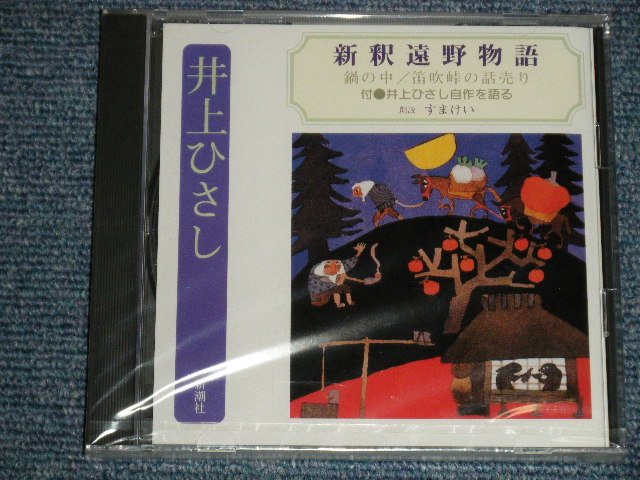 新釈遠野物語
鍋の中／笛吹峠の話売り
付●井上ひさし自作を語る
朗読 すまけい
井上ひさし
新潮社